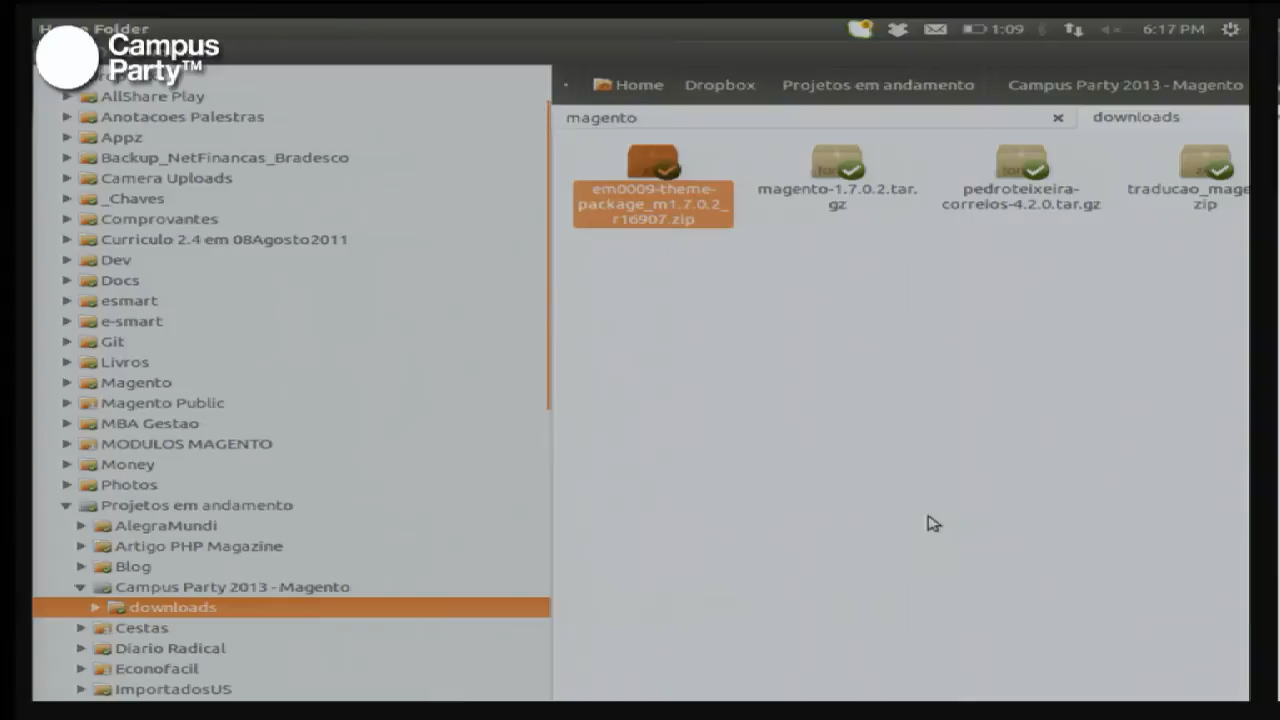 Folder
1:09
6:17 PM
Campus
Party™
Home
Dropbox
Projetos em andamento
Campus Party 2013 - Magento
magento
downloads
AllShare Play
Anotacoes Palestras
Appz
Backup_NetFinancas_Bradesco
Camera Uploads
_Chaves
Comprovantes
Curriculo 2.4 em 08Agosto2011
Dev
Docs
esmart
e-smart
Git
Livros
Magento
Magento Public
MBA Gestao
MODULOS MAGENTO
Money
Photos
Projetos em andamento
AlegraMundi
Artigo PHP Magazine
Blog
Campus Party 2013 - Magento
downloads
Cestas
Diario Radical
Econofacil
ImportadosUS
em0009-theme-
package_m1.7.0.2_
r16907.zip
magento-1.7.0.2.tar.
gz
pedroteixeira-
correios-4.2.0.tar.gz
traducao_mage
zip